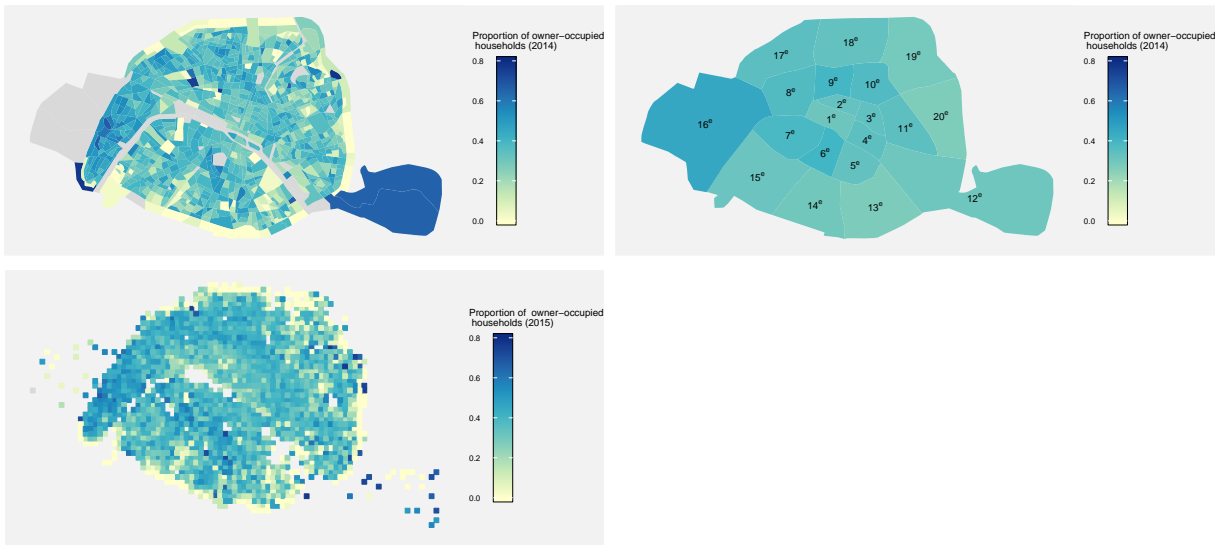 Proportion of owner−occupied
households (2014)
0.8
0.6
0.4
0.2
0.0
Proportion of owner−occupied
households (2014)
0.8
0.6
0.4
0.2
0.0
18e
17e
19e
9e
10e
8e
2e
1e
3e
20e
16e
11e
7e
4e
6e
5e
15e
12e
14e
13e
Proportion of owner−occupied
households (2015)
0.8
0.6
0.4
0.2
0.0